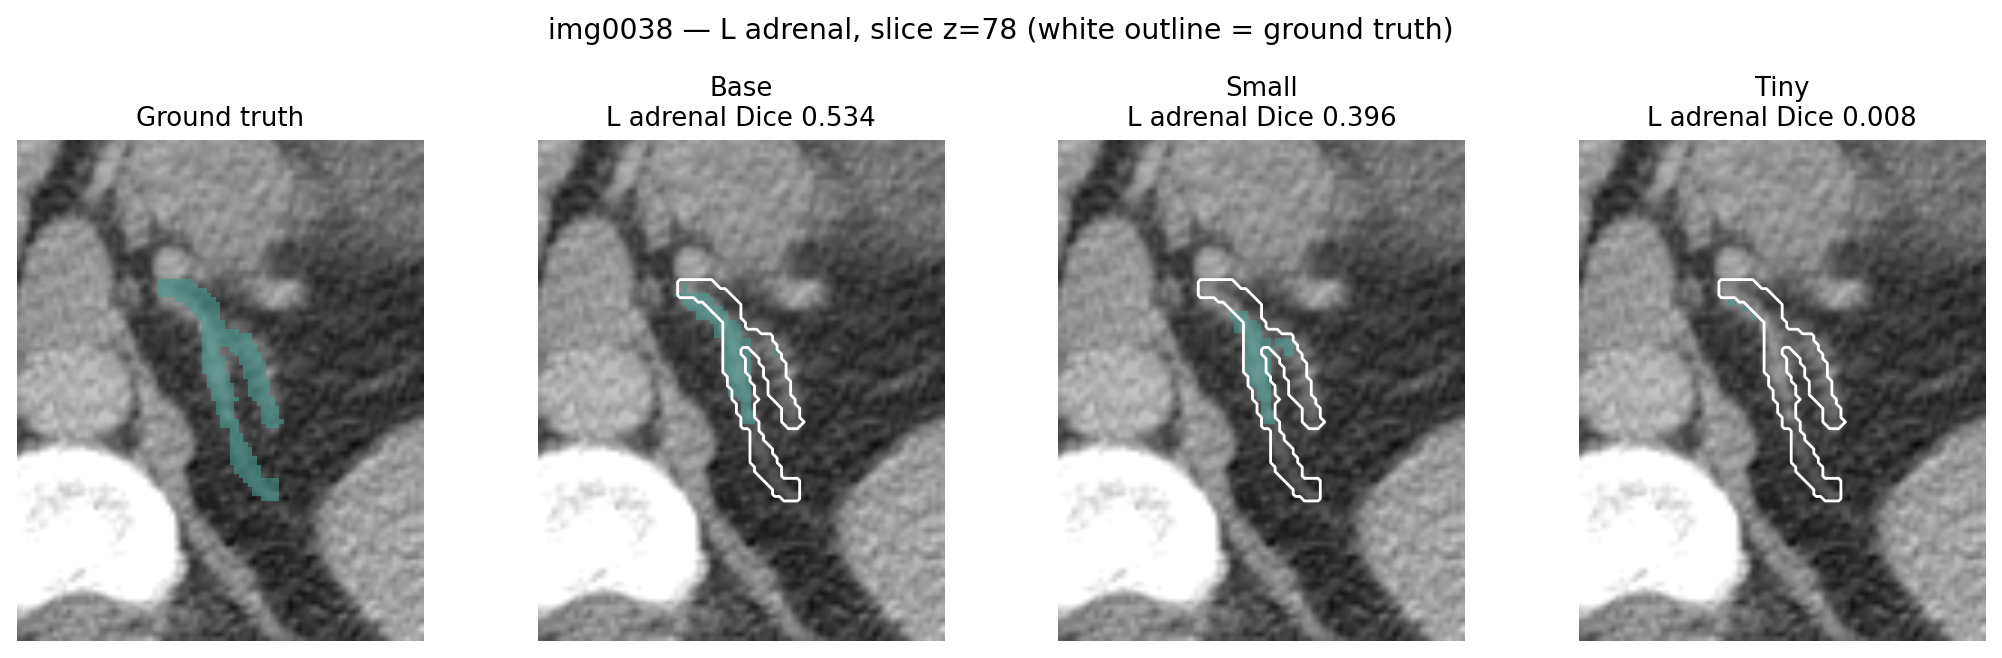 img0038 — L adrenal, slice z=78 (white outline = ground truth)
Ground truth
Base
L adrenal Dice 0.534
Small
L adrenal Dice 0.396
Tiny
L adrenal Dice 0.008